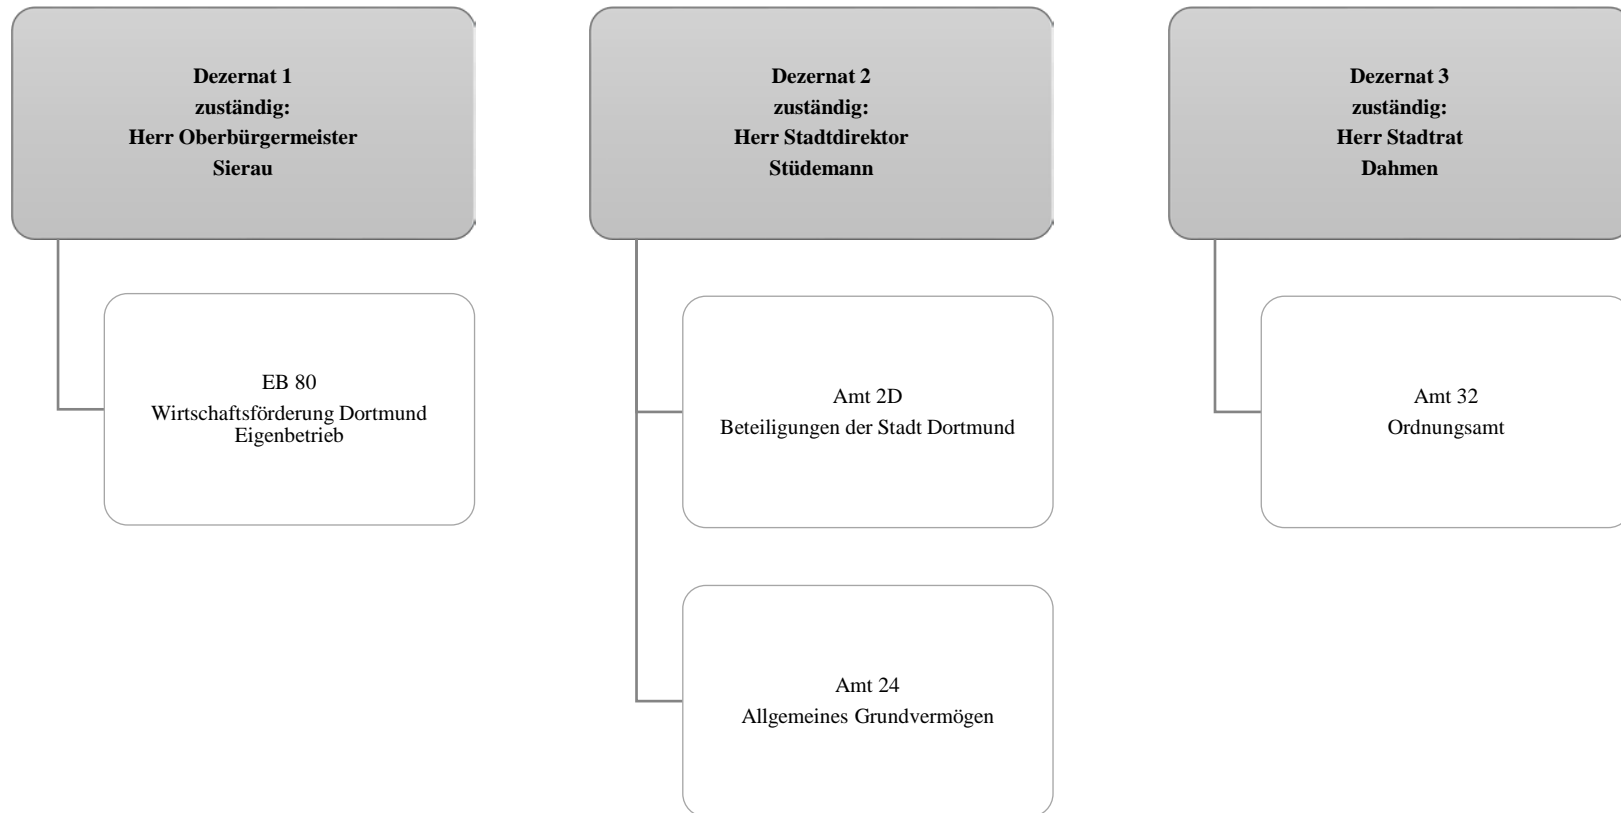 Dezernat 1
zuständig:
Herr Oberbürgermeister
Sierau
EB 80
Wirtschaftsförderung Dortmund
Eigenbetrieb
Dezernat 2
zuständig:
Herr Stadtdirektor
Stüdemann
Amt 2D
Beteiligungen der Stadt Dortmund
Amt 24
Allgemeines Grundvermögen
Dezernat 3
zuständig:
Herr Stadtrat
Dahmen
Amt 32
Ordnungsamt